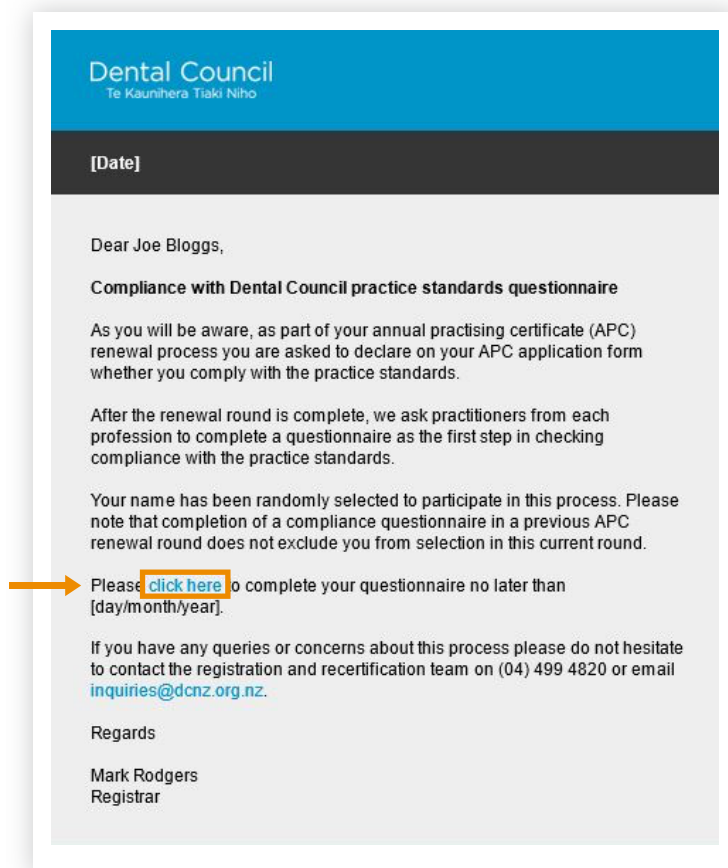 Dental Council
Te Kaunihera Tiaki Niho
[Date]
Dear Joe Bloggs,
Compliance with Dental Council practice standards questionnaire
As you will be aware, as part of your annual practising certificate (APC)
renewal process you are asked to declare on your APC application form
whether you comply with the practice standards.
After the renewal round is complete, we ask practitioners from each
profession to complete a questionnaire as the first step in checking
compliance with the practice standards.
Your name has been randomly selected to participate in this process. Please
note that completion of a compliance questionnaire in a previous APC
renewal round does not exclude you from selection in this current round.
Please click here to complete your questionnaire no later than
[day/month/year].
If you have any queries or concerns about this process please do not hesitate
to contact the registration and recertification team on (04) 499 4820 or email
inquiries@dcnz.org.nz.
Regards
Mark Rodgers
Registrar